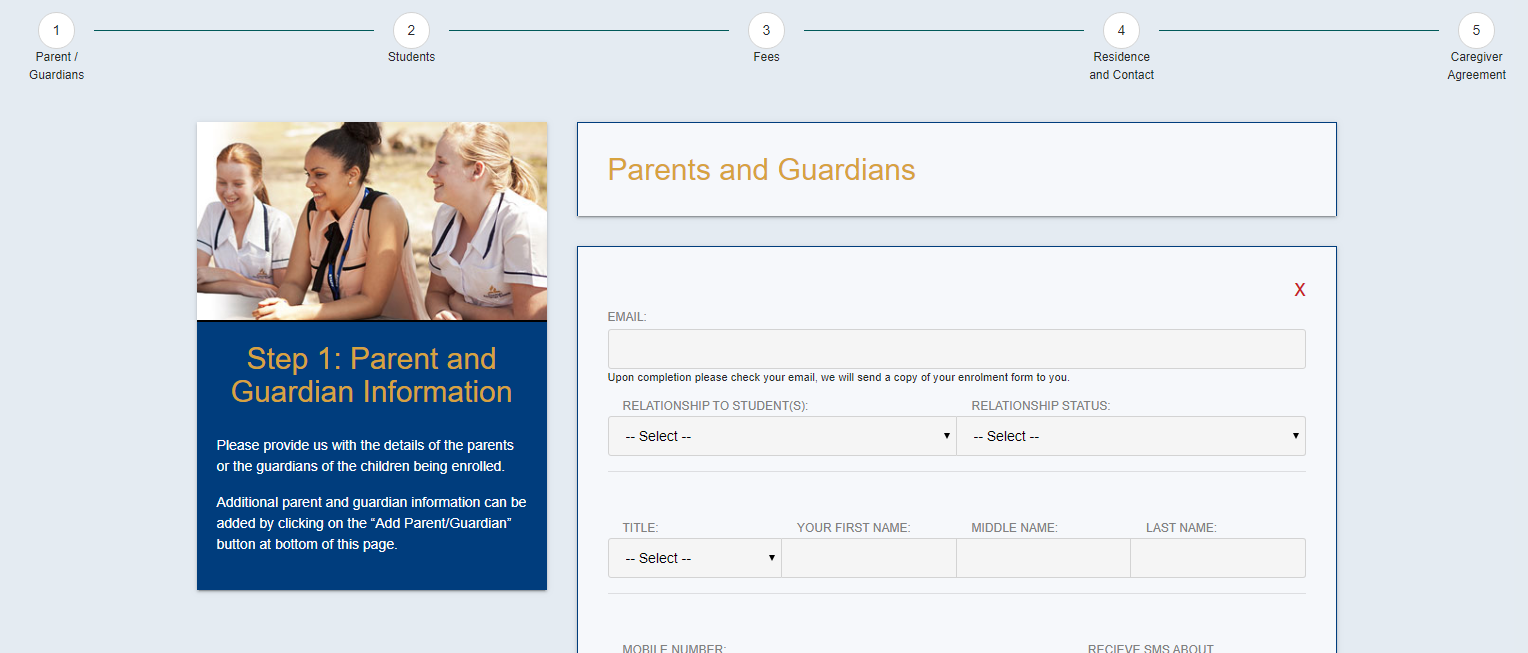 1
Parent /
Guardians
2
Students
3
Fees
4
Residence
and Contact
5
Caregiver
Agreement
Step 1: Parent and
Guardian Information
Please provide us with the details of the parents
or the guardians of the children being enrolled.
Additional parent and guardian information can be
added by clicking on the “Add Parent/Guardian”
button at bottom of this page.
Parents and Guardians
X
EMAIL:
Upon completion please check your email, we will send a copy of your enrolment form to you.
RELATIONSHIP TO STUDENT(S): RELATIONSHIP STATUS:
-- Select -- -- Select --
TITLE: YOUR FIRST NAME: MIDDLE NAME: LAST NAME:
-- Select --
MOBILE NUMBER: RECIEVE SMS ABOUT